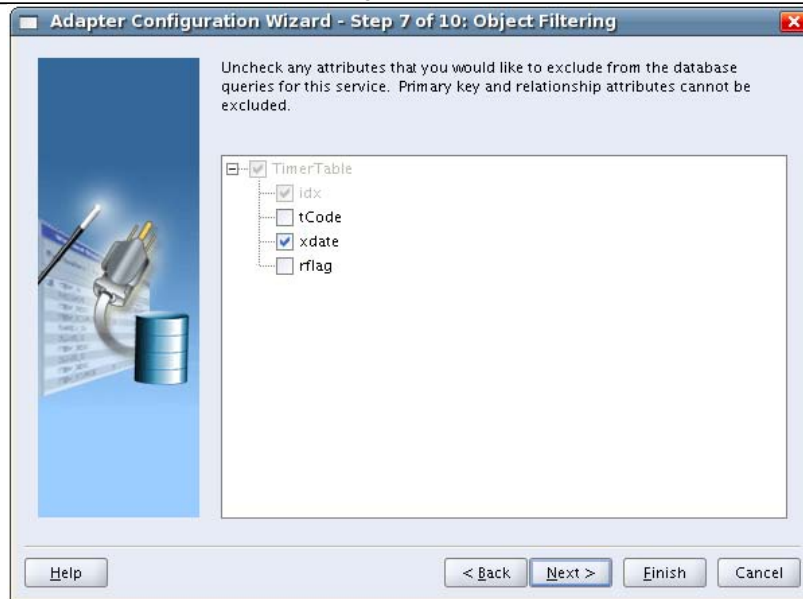 Adapter Configuration Wizard - Step 7 of 10: Object Filtering
Uncheck any attributes that you would like to exclude from the database
queries for this service. Primary key and relationship attributes cannot be
excluded.
TimerTable
idx
tCode
xdate
rflag
Help
< Back
Next >
Finish
Cancel